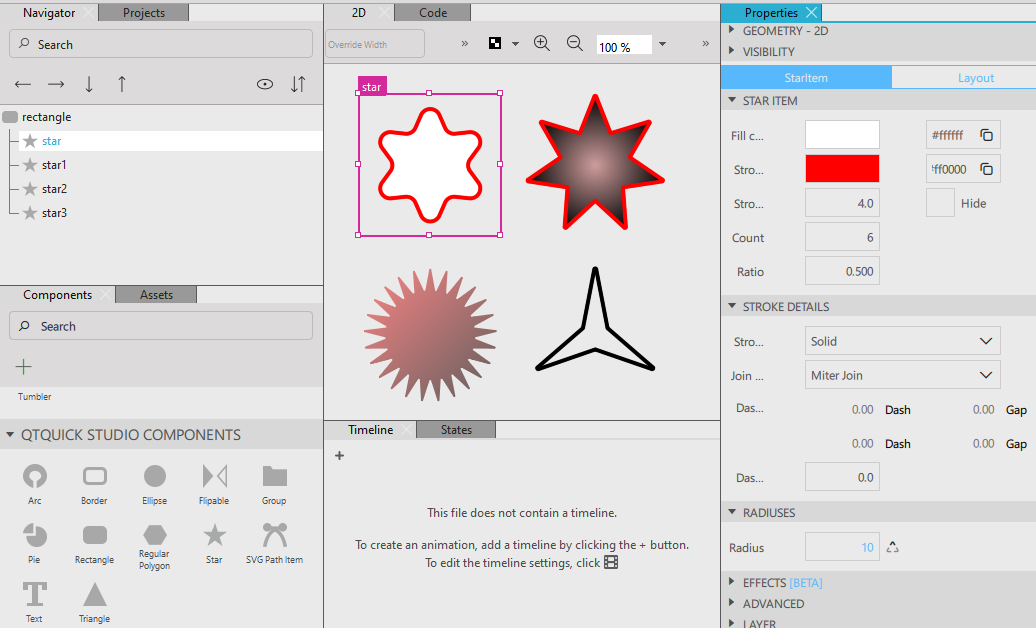 Navigator
Projects
Search
rectangle
star
star1
star2
star3
Components
Assets
Search
Tumbler
QTQUICK STUDIO COMPONENTS
Arc
Border
Ellipse
Flipable
Group
Pie
Rectangle
Regular
Polygon
Star
SVG Path Item
Text
Triangle
2D
Code
Override Width
»
100 %
»
star
Timeline
States
+
This file does not contain a timeline.
To create an animation, add a timeline by clicking the + button.
To edit the timeline settings, click
Properties
GEOMETRY - 2D
VISIBILITY
StarItem
Layout
STAR ITEM
Fill c...
#ffffff
Stro...
ff0000
Stro...
4.0
Hide
Count
6
Ratio
0.500
STROKE DETAILS
Stro...
Solid
Join ...
Miter Join
Das...
0.00 Dash
0.00 Gap
0.00 Dash
0.00 Gap
Das...
0.0
RADIUSES
Radius
10
EFFECTS [BETA]
ADVANCED
LAYER